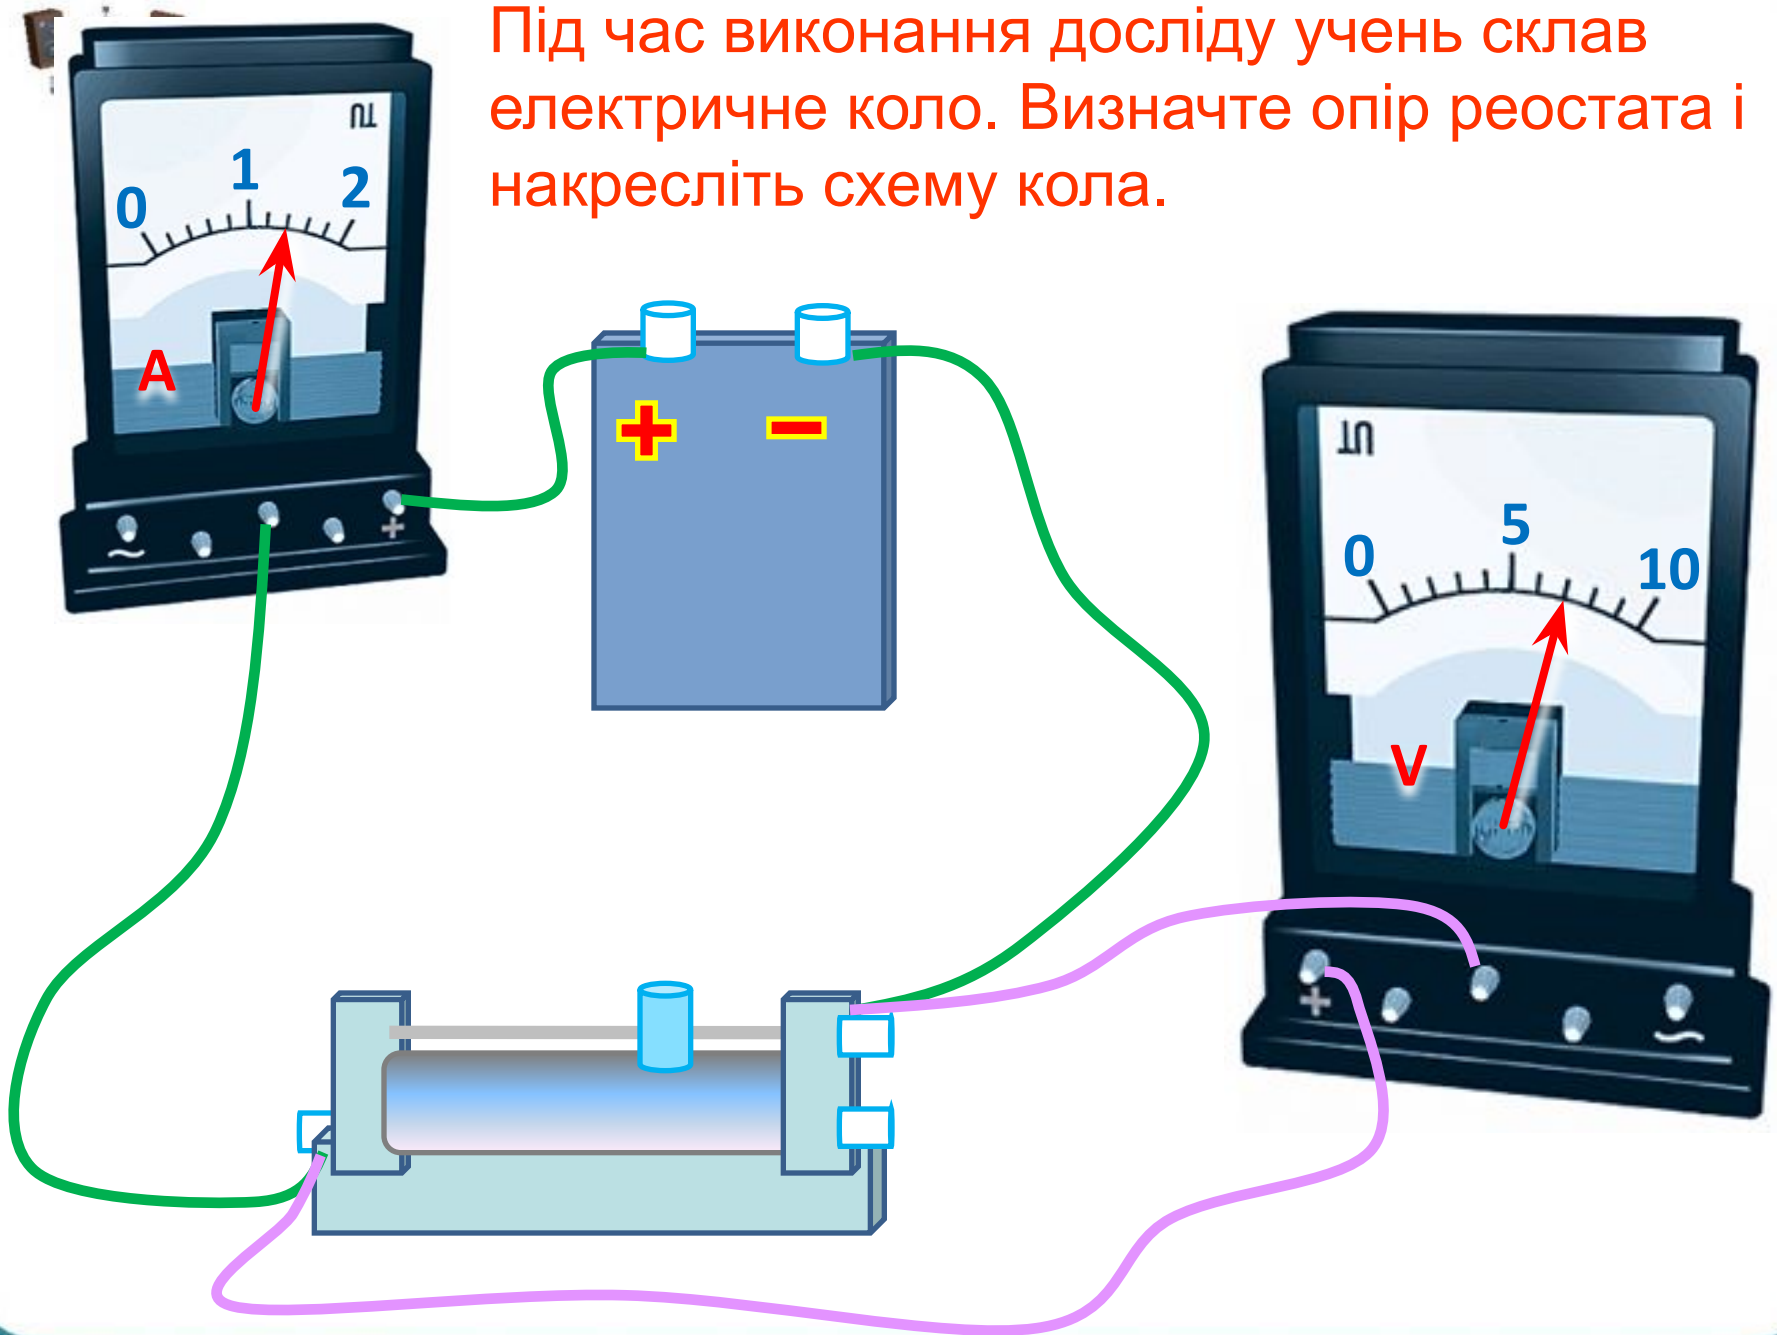 Під час виконання досліду учень склав
електричне коло. Визначте опір реостата і
накресліть схему кола.
0 1 2
A
+ −
0 5 10
V
+ ~
~ +